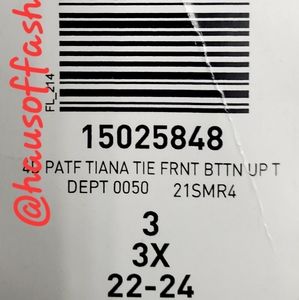 @hausoffash
FL_214
15025848
PATF TIANA TIE FRNT BTTN UP T
DEPT 0050 21SMR4
3
3X
22-24